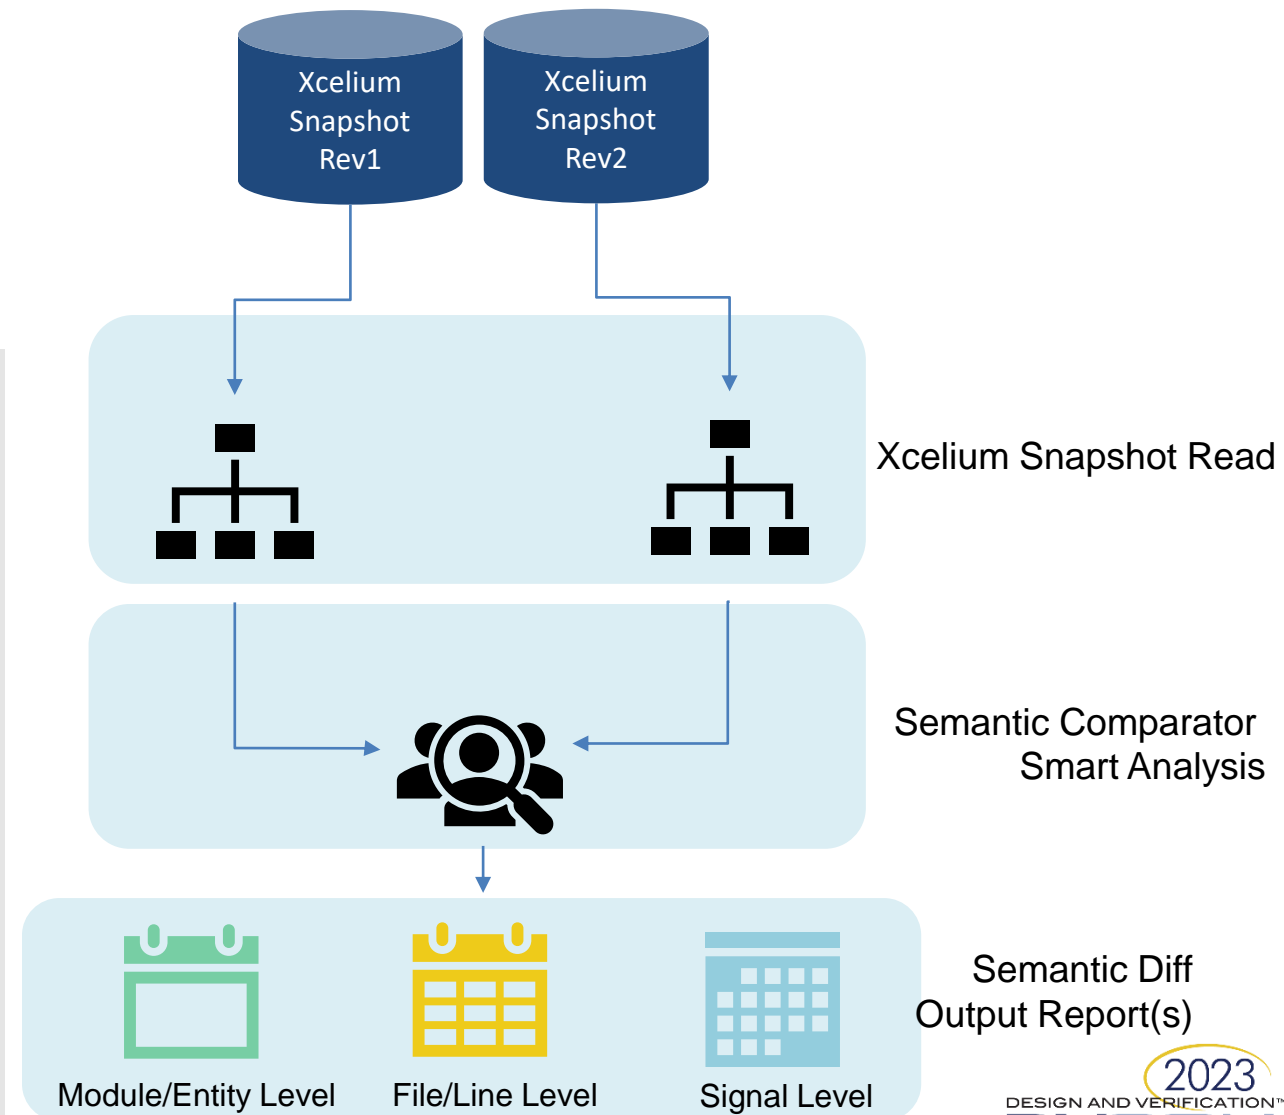 Xcelium
Snapshot
Rev1
Xcelium
Snapshot
Rev2
Xcelium Snapshot Read
Semantic Comparator
Smart Analysis
Semantic Diff
Output Report(s)
Module/Entity Level
File/Line Level
Signal Level
2023
DESIGN AND VERIFICATION™